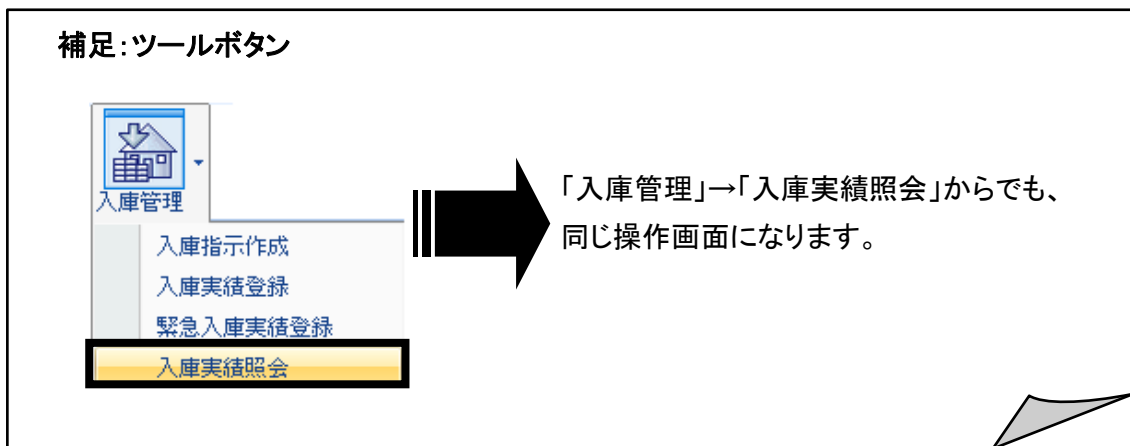 補足：ツールボタン
入庫管理
入庫指示作成
入庫実績登録
緊急入庫実績登録
入庫実績照会
「入庫管理」→「入庫実績照会」からでも、
同じ操作画面になります。